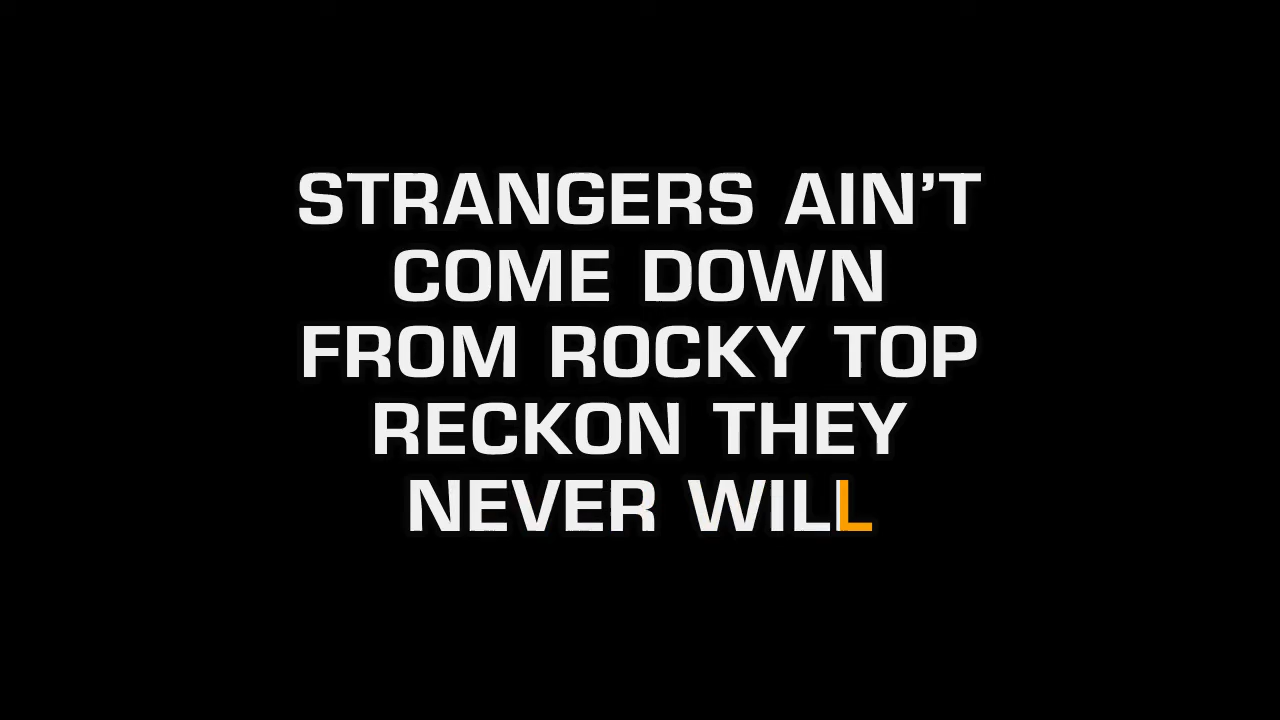 STRANGERS AIN’T
COME DOWN
FROM ROCKY TOP
RECKON THEY
NEVER WILL